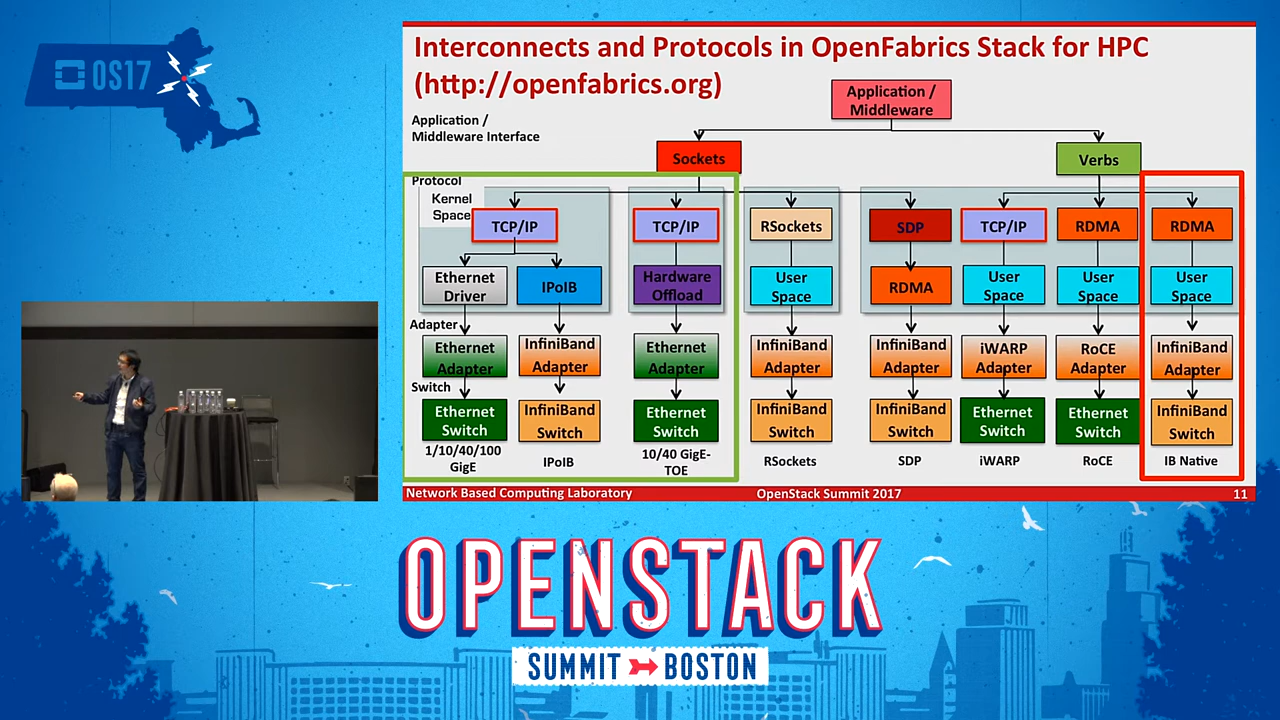 OS17
Interconnects and Protocols in OpenFabrics Stack for HPC
(http://openfabrics.org)
Application /
Middleware
Application /
Middleware Interface
Sockets
Verbs
Protocol
Kernel
Space
TCP/IP
TCP/IP
RSockets
SDP
TCP/IP
RDMA
RDMA
Ethernet
Driver
IPoIB
Hardware
Offload
User
Space
RDMA
User
Space
User
Space
User
Space
Adapter
Ethernet
Adapter
InfiniBand
Adapter
Ethernet
Adapter
InfiniBand
Adapter
InfiniBand
Adapter
iWARP
Adapter
RoCE
Adapter
InfiniBand
Adapter
Switch
Ethernet
Switch
InfiniBand
Switch
Ethernet
Switch
InfiniBand
Switch
InfiniBand
Switch
Ethernet
Switch
Ethernet
Switch
InfiniBand
Switch
1/10/40/100
GigE
IPoIB
10/40 GigE-
TOE
RSockets
SDP
iWARP
RoCE
IB Native
Network Based Computing Laboratory
OpenStack Summit 2017
11
OPENSTACK
SUMMIT BOSTON